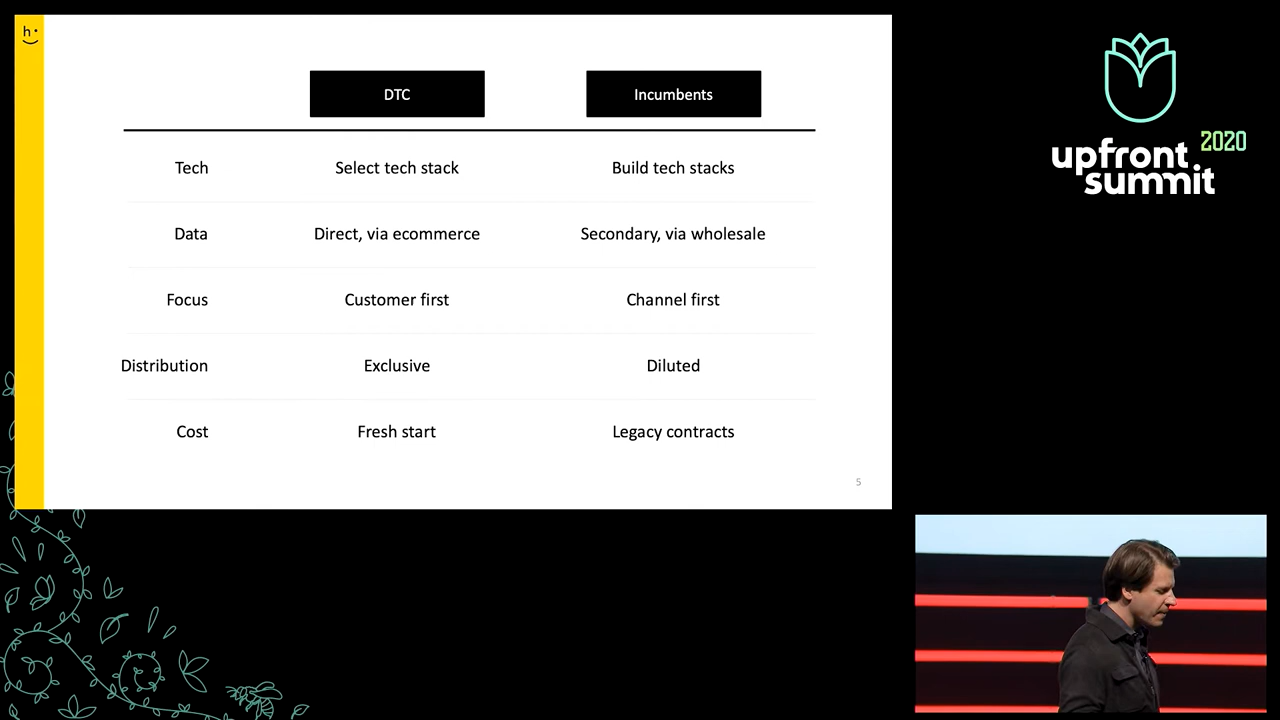 h
DTC Incumbents
Tech Select tech stack Build tech stacks
Data Direct, via ecommerce Secondary, via wholesale
Focus Customer first Channel first
Distribution Exclusive Diluted
Cost Fresh start Legacy contracts
5
upfront 2020
summit